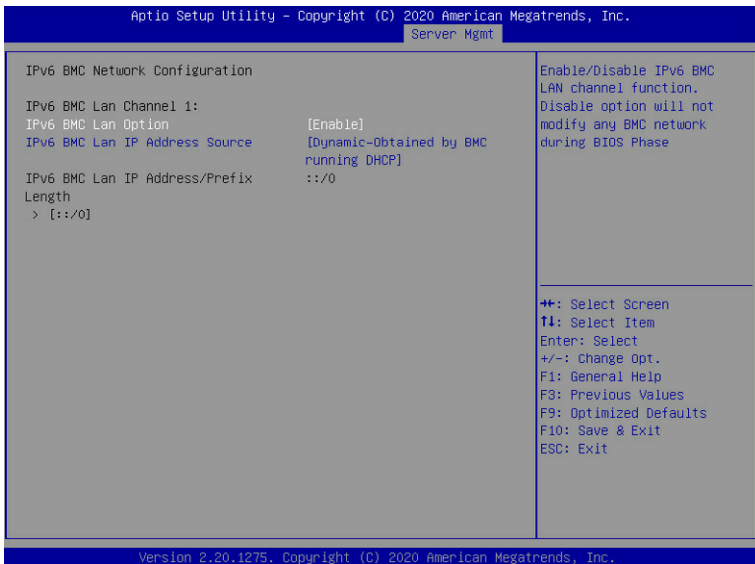 Aptio Setup Utility – Copyright (C) 2020 American Megatrends, Inc.
Server Mgmt
IPv6 BMC Network Configuration
IPv6 BMC Lan Channel 1:
IPv6 BMC Lan Option [Enable]
IPv6 BMC Lan IP Address Source [Dynamic-Obtained by BMC
running DHCP]
IPv6 BMC Lan IP Address/Prefix ::/0
Length
> [::/0]
Enable/Disable IPv6 BMC
LAN channel function.
Disable option will not
modify any BMC network
during BIOS Phase
→←: Select Screen
↑↓: Select Item
Enter: Select
+/-: Change Opt.
F1: General Help
F3: Previous Values
F9: Optimized Defaults
F10: Save & Exit
ESC: Exit
Version 2.20.1275. Copyright (C) 2020 American Megatrends, Inc.